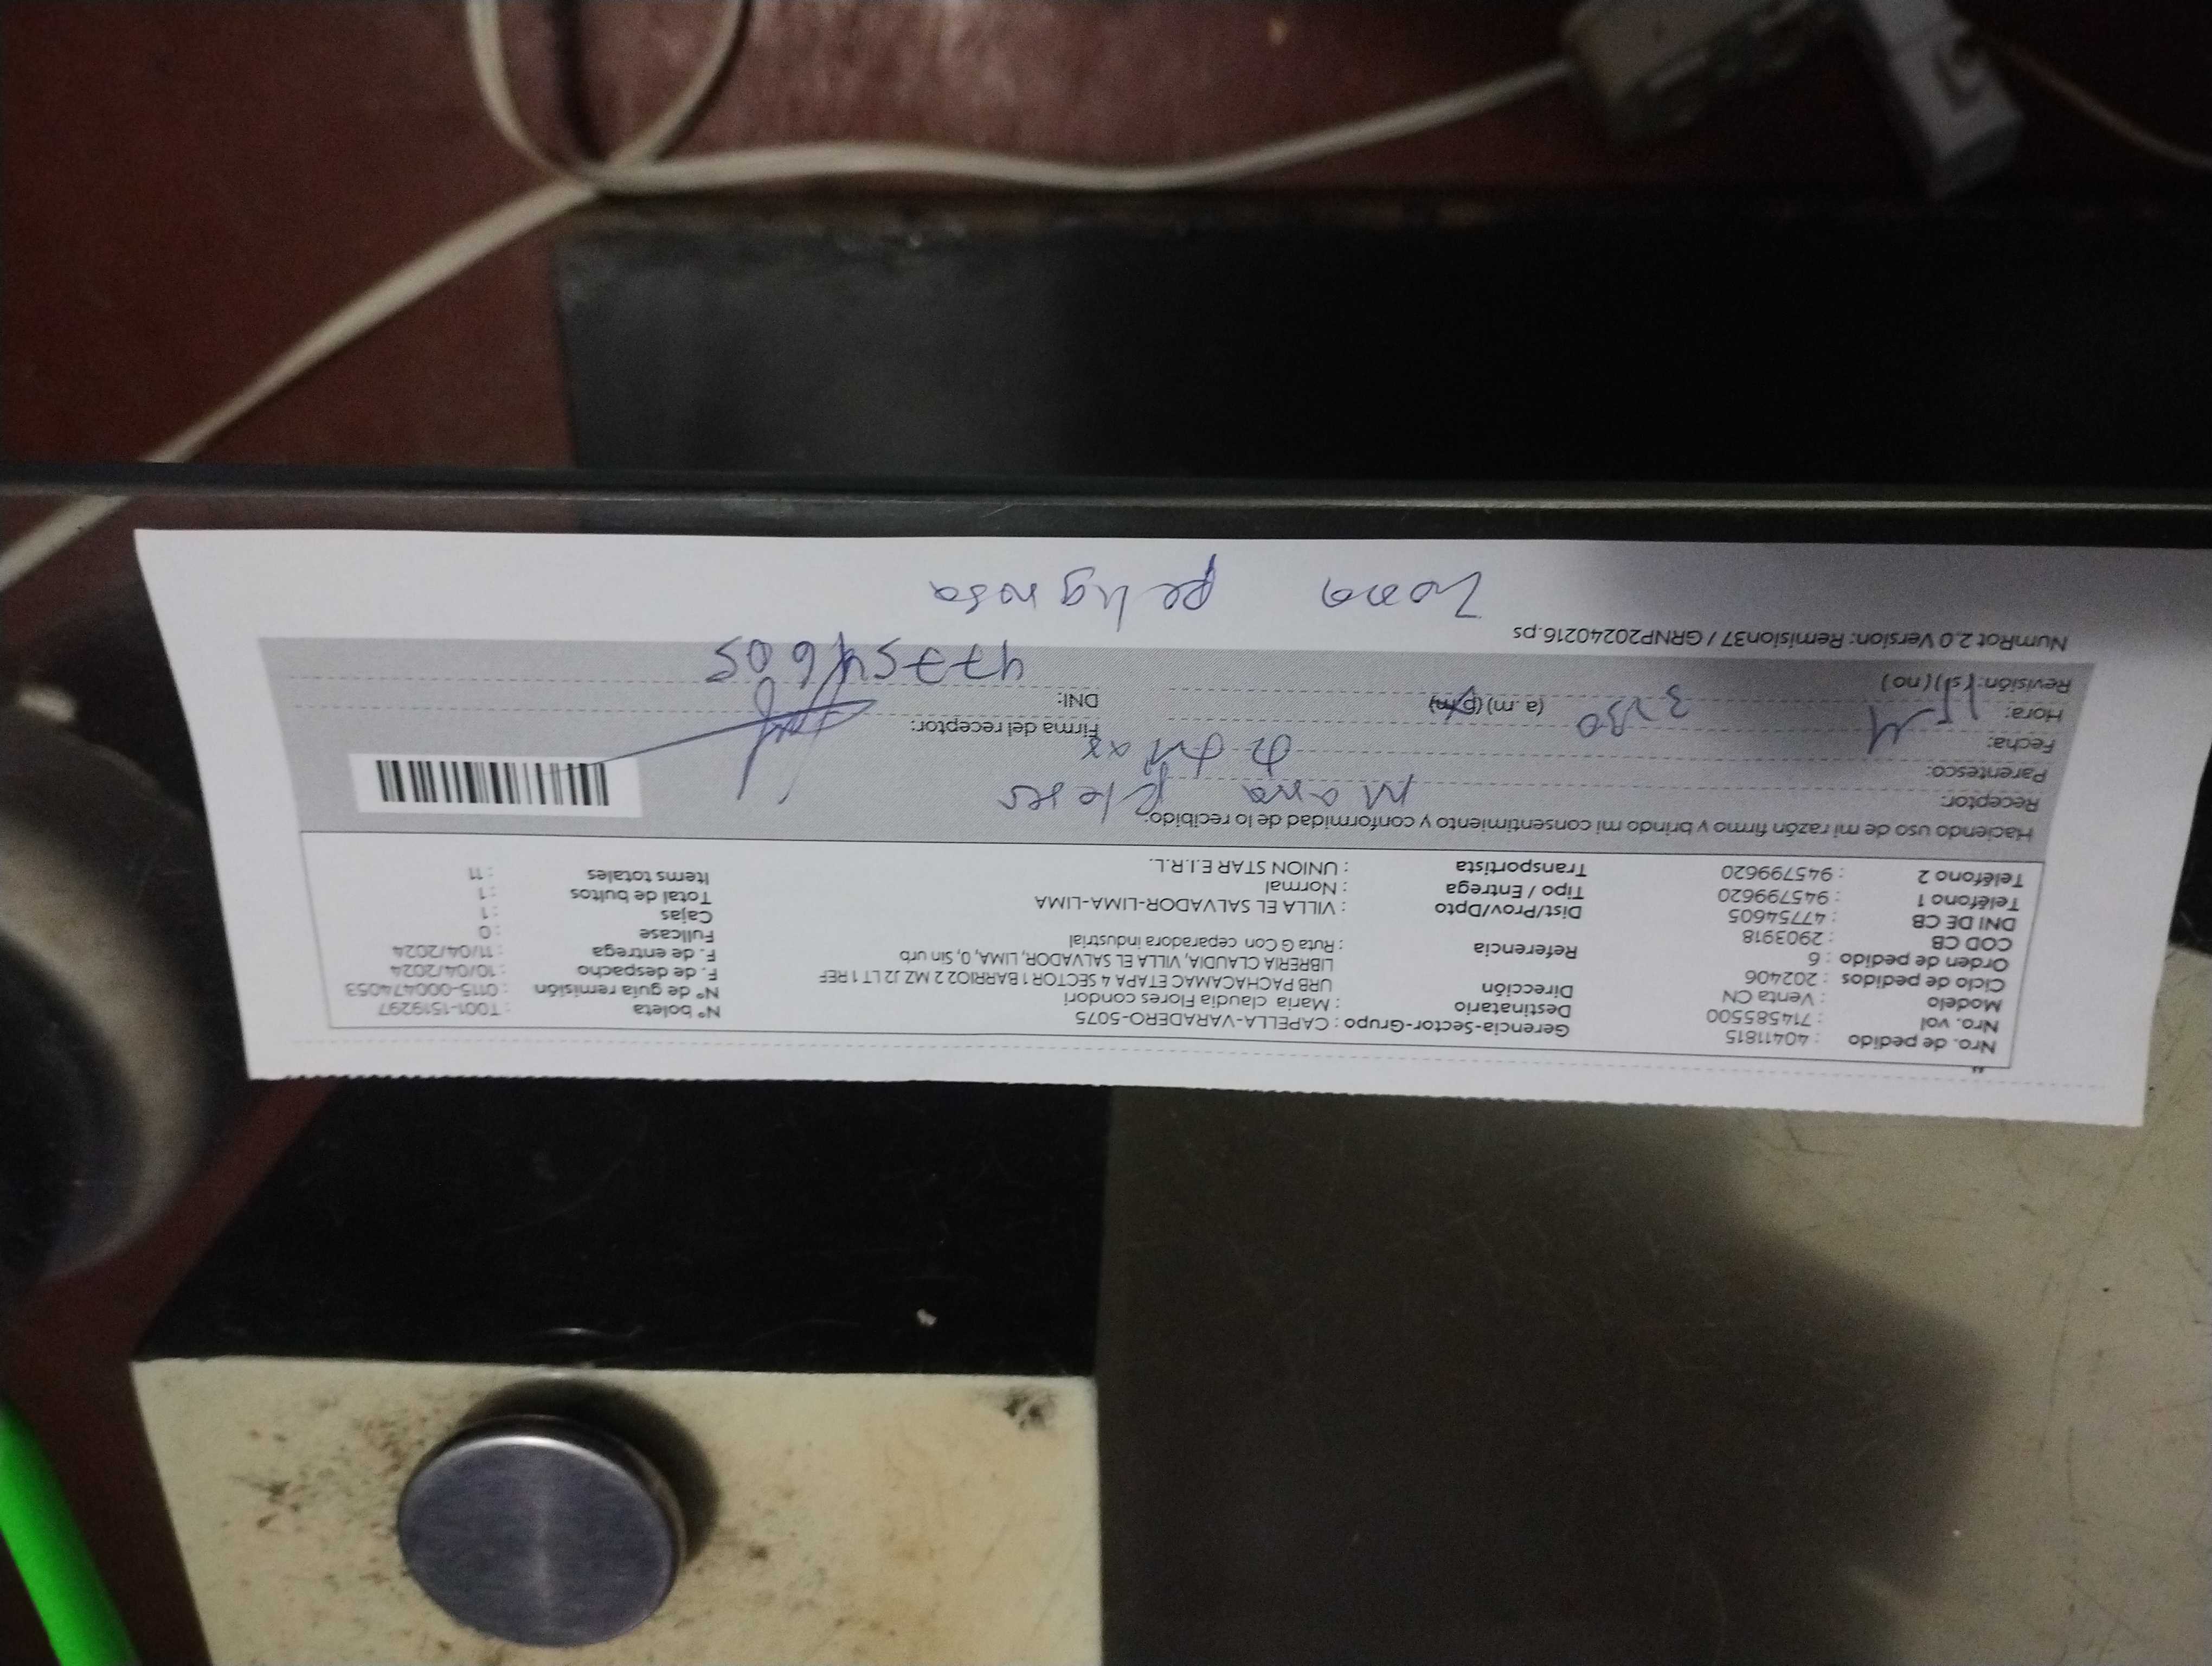 Nro. de pedido : 40411815 Gerencia-Sector-Grupo : CAPELLA-VARADERO-5075 N° boleta : T001-1519297
Nro. vol : 714585500 Destinatario : Maria claudia Flores condori N° de guía remisión : 0115-000474053
Modelo : Venta CN Dirección URB PACHACAMAC ETAPA 4 SECTOR 1 BARRIO2 2 MZ J2 LT 1 REF F. de despacho : 10/04/2024
Ciclo de pedidos : 202406 LIBRERIA CLAUDIA, VILLA EL SALVADOR, LIMA, 0, Sin urb F. de entrega : 11/04/2024
Orden de pedido : 6 Referencia : Ruta G Con ceparadora industrial Fullcase : 0
COD CB : 2903918 Dist/Prov/Dpto : VILLA EL SALVADOR-LIMA-LIMA Cajas : 1
DNI DE CB : 47754605 Tipo / Entrega : Normal Total de bultos : 1
Teléfono 1 : 945799620 Transportista : UNION STAR E.I.R.L. Items totales : 11
Teléfono 2 : 945799620
Haciendo uso de mi razón firmo y brindo mi consentimiento y conformidad de lo recibido:
Receptor: Maria
Parentesco:
Fecha: Firma del receptor:
Hora: 3:30 (a.m) (p.m) DNI: 47754605
Revisión: (si) (no)
NumRot 2.0 Version: Remision37 / GRNP20240216.ps
Zona peligrosa